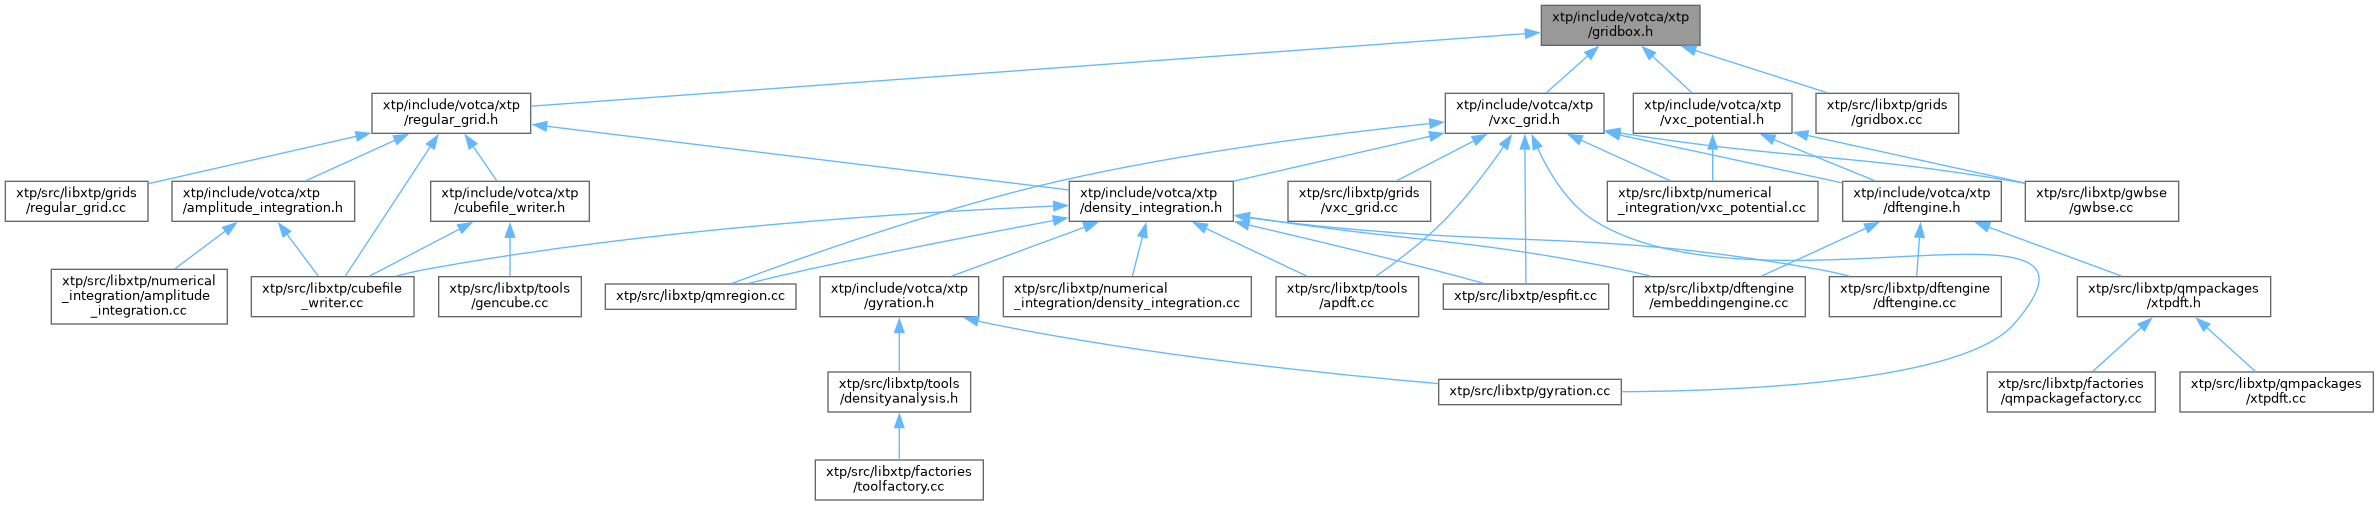 xtp/include/votca/xtp
/gridbox.h
xtp/include/votca/xtp
/regular_grid.h
xtp/include/votca/xtp
/vxc_grid.h
xtp/include/votca/xtp
/vxc_potential.h
xtp/src/libxtp/grids
/gridbox.cc
xtp/src/libxtp/grids
/regular_grid.cc
xtp/include/votca/xtp
/amplitude_integration.h
xtp/include/votca/xtp
/cubefile_writer.h
xtp/include/votca/xtp
/density_integration.h
xtp/src/libxtp/grids
/vxc_grid.cc
xtp/src/libxtp/numerical
_integration/vxc_potential.cc
xtp/include/votca/xtp
/dftengine.h
xtp/src/libxtp/gwbse
/gwbse.cc
xtp/src/libxtp/numerical
_integration/amplitude
_integration.cc
xtp/src/libxtp/cubefile
_writer.cc
xtp/src/libxtp/tools
/gencube.cc
xtp/src/libxtp/qmregion.cc
xtp/include/votca/xtp
/gyration.h
xtp/src/libxtp/numerical
_integration/density_integration.cc
xtp/src/libxtp/tools
/apdft.cc
xtp/src/libxtp/espfit.cc
xtp/src/libxtp/dftengine
/embeddingengine.cc
xtp/src/libxtp/dftengine
/dftengine.cc
xtp/src/libxtp/qmpackages
/xtpdft.h
xtp/src/libxtp/tools
/densityanalysis.h
xtp/src/libxtp/gyration.cc
xtp/src/libxtp/factories
/qmpackagefactory.cc
xtp/src/libxtp/qmpackages
/xtpdft.cc
xtp/src/libxtp/factories
/toolfactory.cc